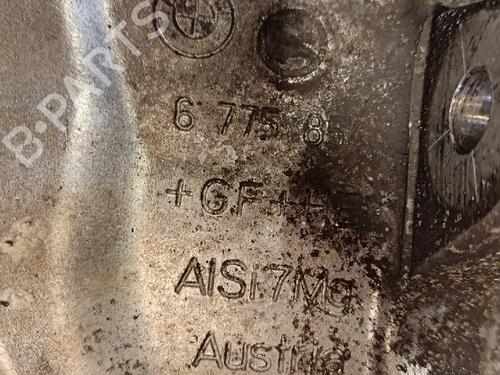 B·PARTS
6 775 8
+GF+
AlSi7Mg
Austria